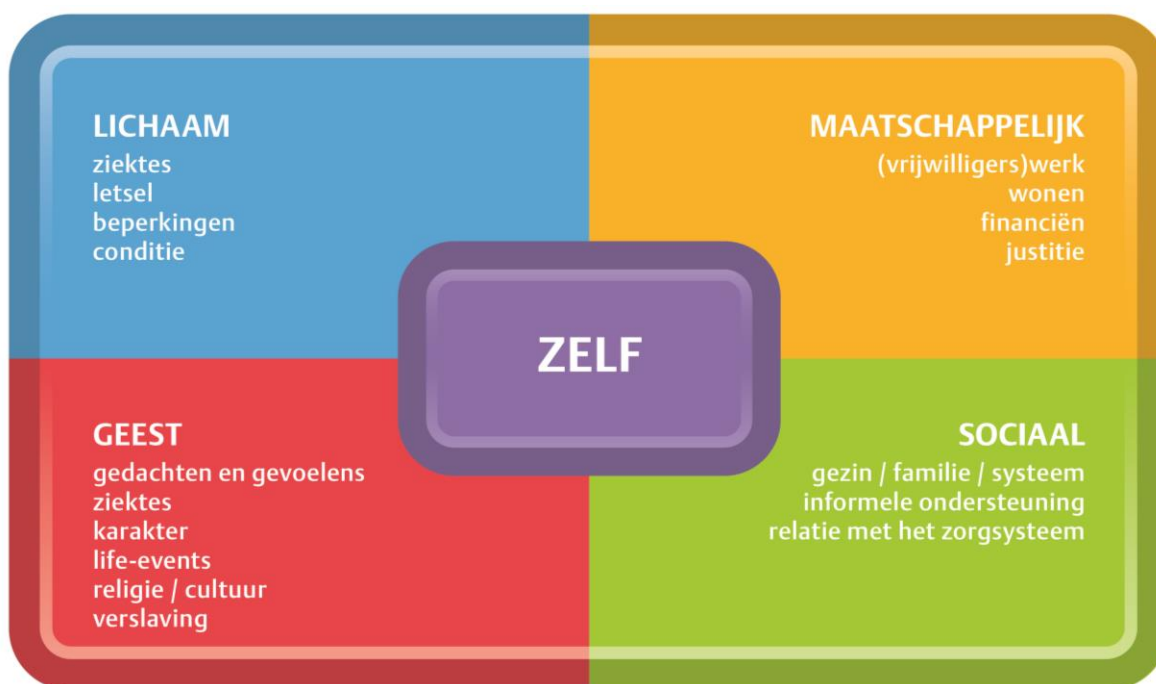 LICHAAM
ziektes
letsel
beperkingen
conditie
MAATSCHAPPELIJK
(vrijwilligers)werk
wonen
financiën
justitie
ZELF
GEEST
gedachten en gevoelens
ziektes
karakter
life-events
religie / cultuur
verslaving
SOCIAAL
gezin / familie / systeem
informele ondersteuning
relatie met het zorgsysteem